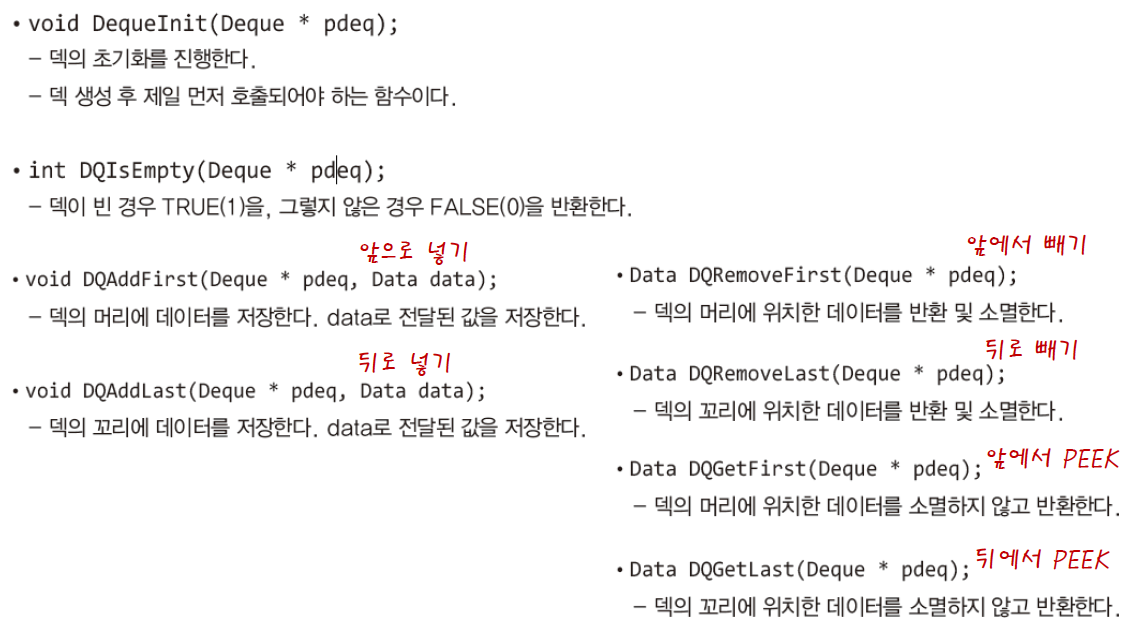 • void DequeInit(Deque * pdeq);
– 덱의 초기화를 진행한다.
– 덱 생성 후 제일 먼저 호출되어야 하는 함수이다.
• int DQIsEmpty(Deque * pdeq);
– 덱이 빈 경우 TRUE(1)을, 그렇지 않은 경우 FALSE(0)을 반환한다.
앞으로 넣기
• void DQAddFirst(Deque * pdeq, Data data);
– 덱의 머리에 데이터를 저장한다. data로 전달된 값을 저장한다.
뒤로 넣기
• void DQAddLast(Deque * pdeq, Data data);
– 덱의 꼬리에 데이터를 저장한다. data로 전달된 값을 저장한다.
앞에서 빼기
• Data DQRemoveFirst(Deque * pdeq);
– 덱의 머리에 위치한 데이터를 반환 및 소멸한다.
뒤로 빼기
• Data DQRemoveLast(Deque * pdeq);
– 덱의 꼬리에 위치한 데이터를 반환 및 소멸한다.
• Data DQGetFirst(Deque * pdeq); 앞에서 PEEK
– 덱의 머리에 위치한 데이터를 소멸하지 않고 반환한다.
• Data DQGetLast(Deque * pdeq); 뒤에서 PEEK
– 덱의 꼬리에 위치한 데이터를 소멸하지 않고 반환한다.